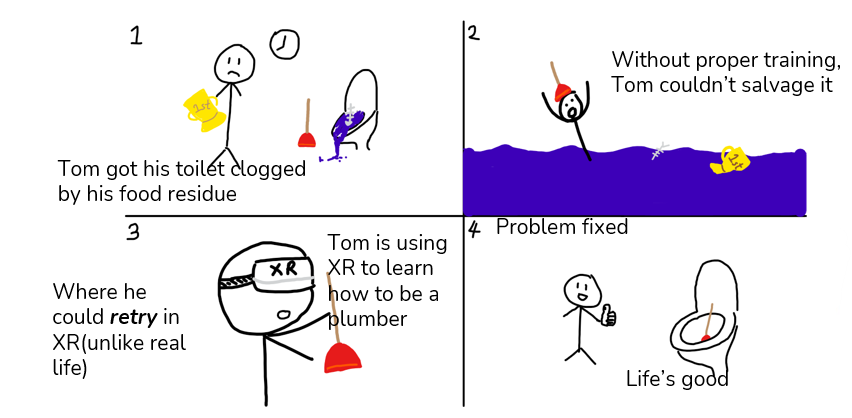 1
1st
Tom got his toilet clogged
by his food residue
2
Without proper training,
Tom couldn't salvage it
1st
3
XR
Tom is using
XR to learn
how to be a
plumber
Where he
could retry in
XR(unlike real
life)
4
Problem fixed
Life's good